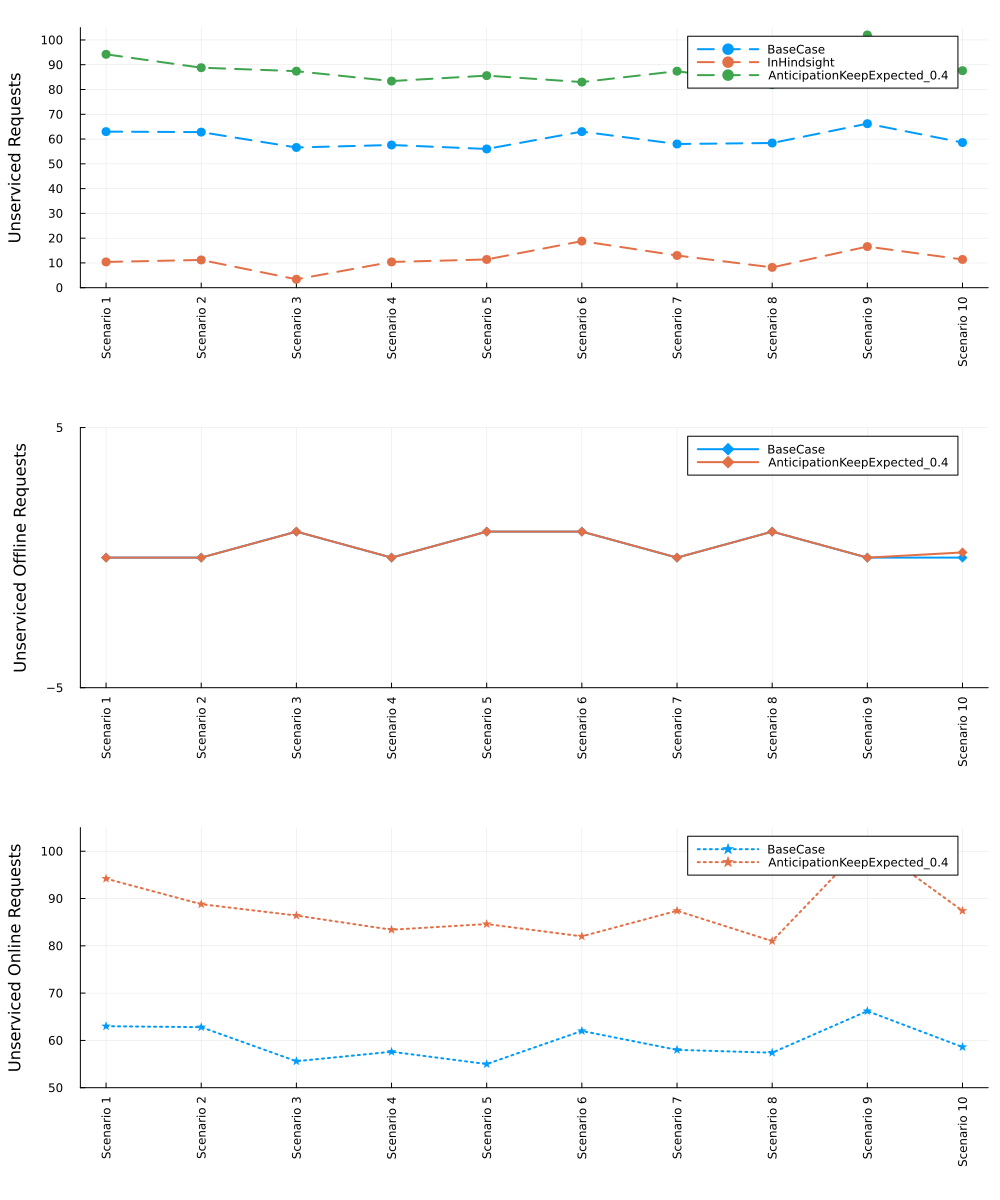 Unserviced Requests
100
90
80
70
60
50
40
30
20
10
0
BaseCase
InHindsight
AnticipationKeepExpected_0.4
Scenario 1
Scenario 2
Scenario 3
Scenario 4
Scenario 5
Scenario 6
Scenario 7
Scenario 8
Scenario 9
Scenario 10
Unserviced Offline Requests
5
−5
BaseCase
AnticipationKeepExpected_0.4
Scenario 1
Scenario 2
Scenario 3
Scenario 4
Scenario 5
Scenario 6
Scenario 7
Scenario 8
Scenario 9
Scenario 10
Unserviced Online Requests
100
90
80
70
60
50
BaseCase
AnticipationKeepExpected_0.4
Scenario 1
Scenario 2
Scenario 3
Scenario 4
Scenario 5
Scenario 6
Scenario 7
Scenario 8
Scenario 9
Scenario 10